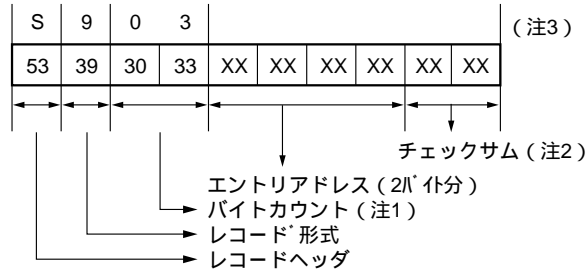 S 9 0 3 (注3)
53 39 30 33 XX XX XX XX XX XX
チェックサム(注2)
エントリアドレス(2バイト分)
バイトカウント(注1)
レコード形式
レコードヘッダ